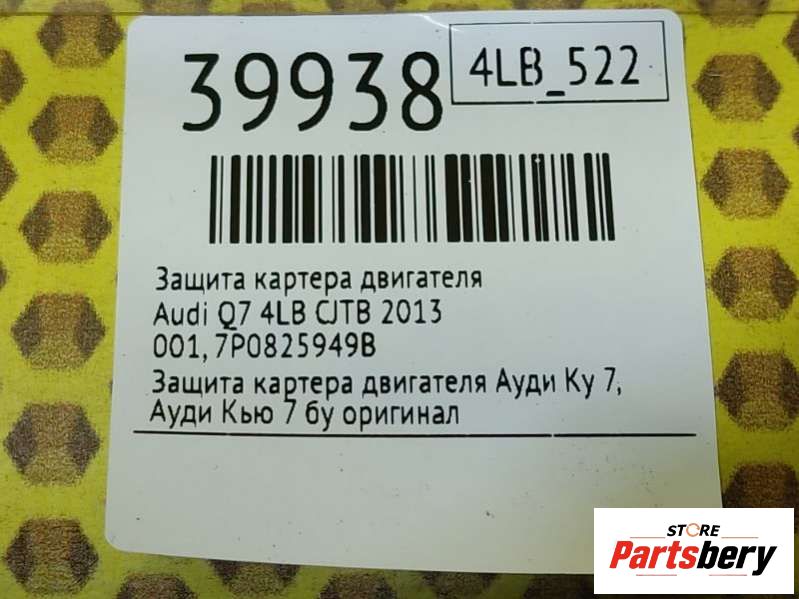 39938
4LB_522
Защита картера двигателя
Audi Q7 4LB CJTB 2013
001, 7P0825949B
Защита картера двигателя Ауди Ку 7,
Ауди Кью 7 бу оригинал
STORE
Partsbery